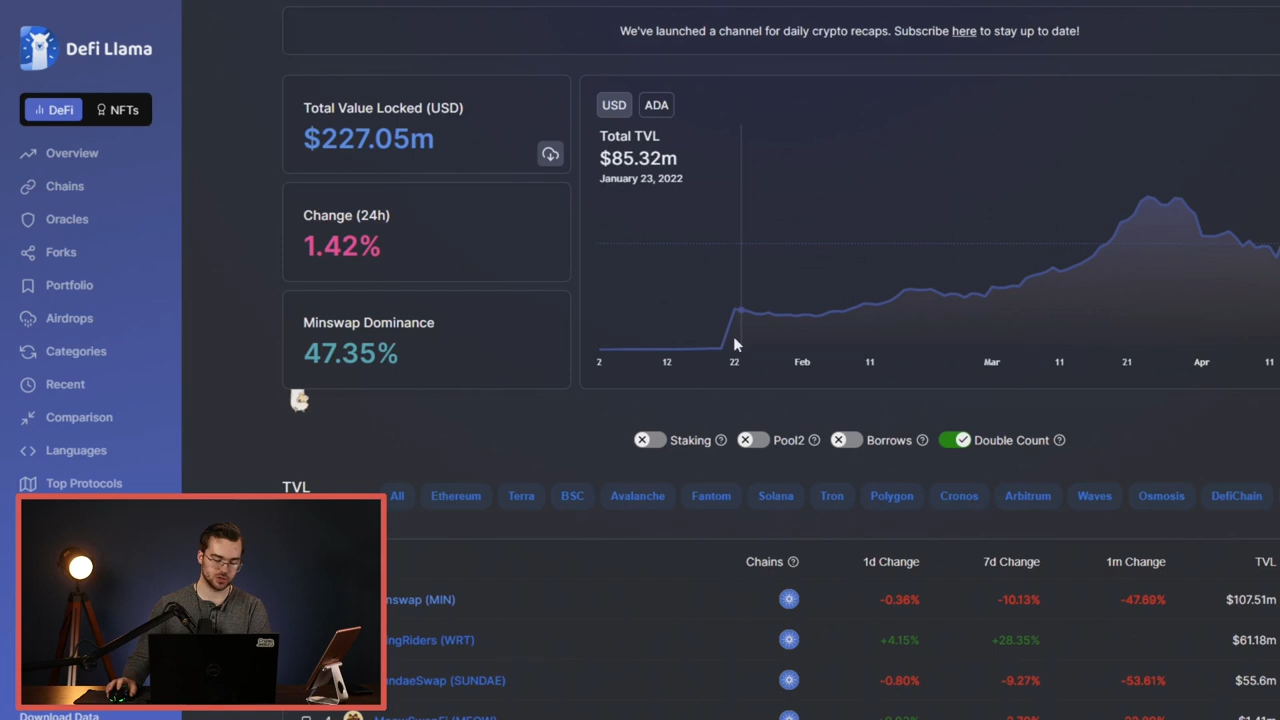 We've launched a channel for daily crypto recaps. Subscribe here to stay up to date!
Defi Llama
DeFi
NFTs
Overview
Chains
Oracles
Forks
Portfolio
Airdrops
Categories
Recent
Comparison
Languages
Top Protocols
Download Data
Total Value Locked (USD)
$227.05m
Change (24h)
1.42%
Minswap Dominance
47.35%
USD ADA
Total TVL
$85.32m
January 23, 2022
2 12 22 Feb 11 Mar 11 21 Apr 11
Staking Pool2 Borrows Double Count
TVL
All Ethereum Terra BSC Avalanche Fantom Solana Tron Polygon Cronos Arbitrum Waves Osmosis DefiChain
Chains 1d Change 7d Change 1m Change TVL
nswap (MIN) -0.36% -10.13% -47.69% $107.51m
ngRiders (WRT) +4.15% +28.35% $61.18m
ndaeSwap (SUNDAE) -0.80% -9.27% -53.61% $55.6m